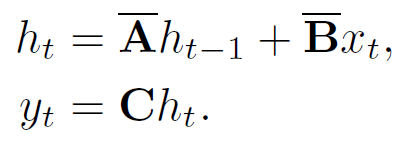 h_t = \overline{\mathbf{A}} h_{t-1} + \overline{\mathbf{B}} x_t,
y_t = \mathbf{C} h_t.